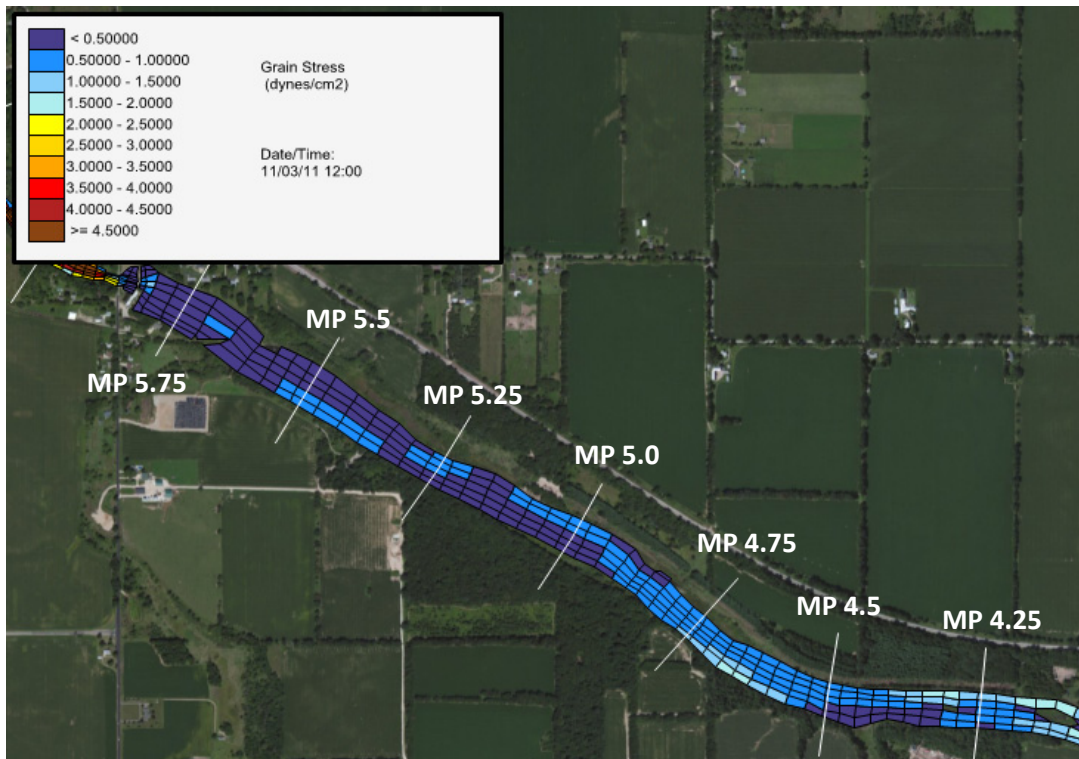 < 0.50000
0.50000 - 1.00000
1.00000 - 1.5000
1.5000 - 2.0000
2.0000 - 2.5000
2.5000 - 3.0000
3.0000 - 3.5000
3.5000 - 4.0000
4.0000 - 4.5000
>= 4.5000
Grain Stress
(dynes/cm2)
Date/Time:
11/03/11 12:00
MP 5.75
MP 5.5
MP 5.25
MP 5.0
MP 4.75
MP 4.5
MP 4.25